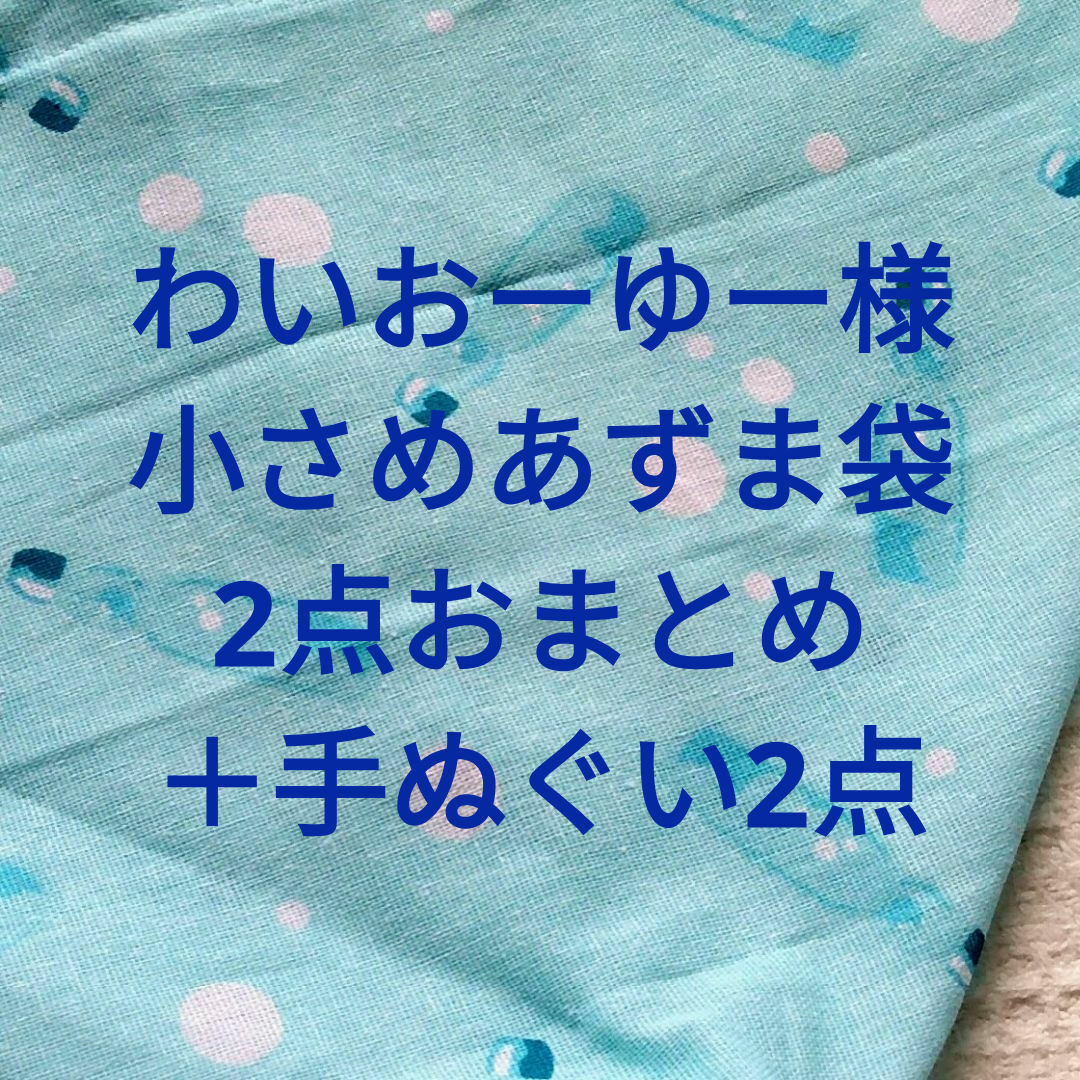 わいおーゆー様
小さめあずま袋
2点おまとめ
＋手ぬぐい2点